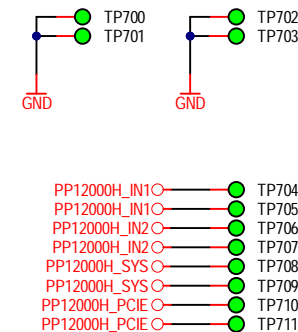 TP700 TP702
TP701 TP703
GND GND
PP12000H_IN1 TP704
PP12000H_IN1 TP705
PP12000H_IN2 TP706
PP12000H_IN2 TP707
PP12000H_SYS TP708
PP12000H_SYS TP709
PP12000H_PCIE TP710
PP12000H_PCIE TP711